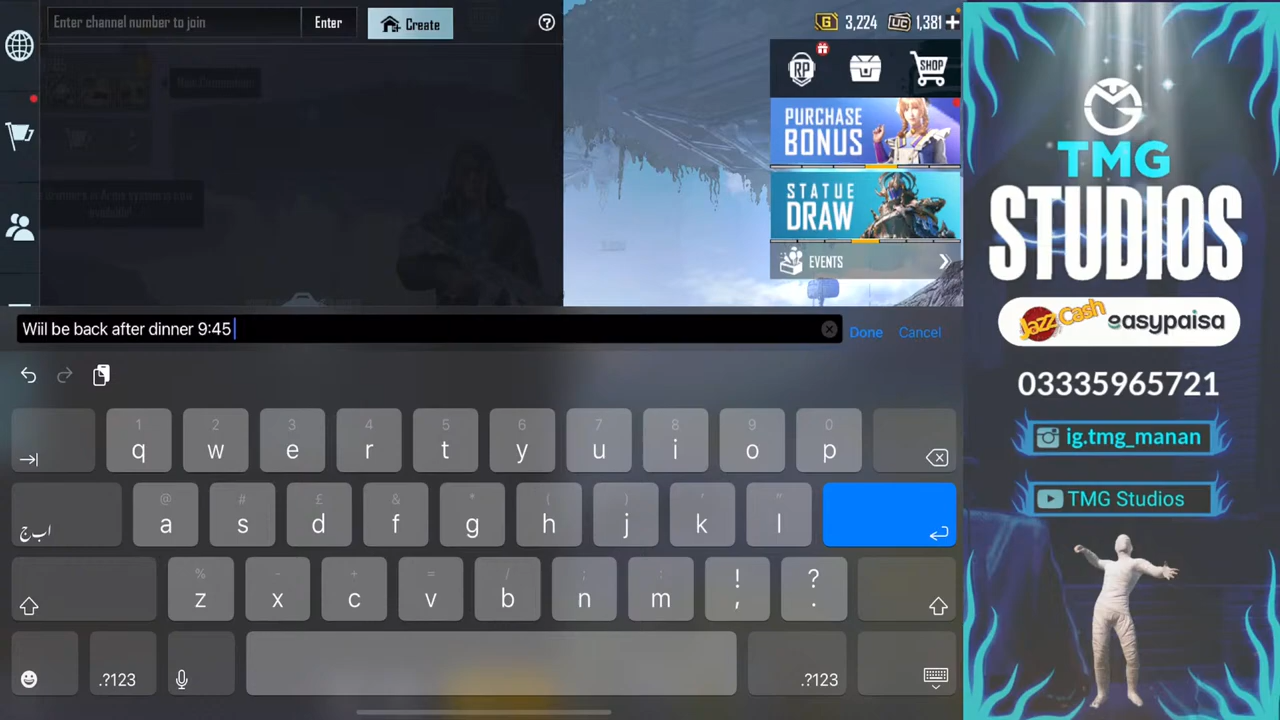 Enter channel number to join
Enter
Create
?
G 3,224
UC 1,381 +
RP
SHOP
PURCHASE
BONUS
STATUE
DRAW
EVENTS
Wiil be back after dinner 9:45
Done
Cancel
1 2 3 4 5 6 7 8 9 0
q w e r t y u i o p
@ # £ & * ( ) ' "
a s d f g h j k l
ا ب ج
% - + = / ; : ! ?
z x c v b n m , .
.?123
.?123
TMG
STUDIOS
Jazz Cash
easypaisa
03335965721
ig.tmg_manan
TMG Studios